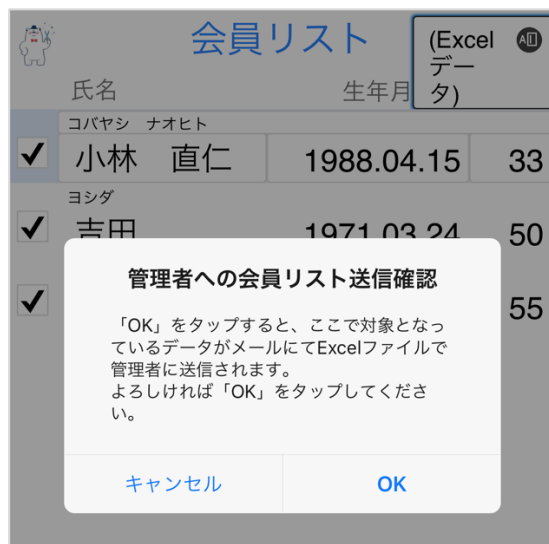 会員リスト
(Excel
デー
タ)
氏名 生年月
コバヤシ ナオヒト
小林 直仁 1988.04.15 33
ヨシダ
吉田 1971.03.24 50
55
管理者への会員リスト送信確認
「OK」をタップすると、ここで対象となっ
ているデータがメールにてExcelファイルで
管理者に送信されます。
よろしければ「OK」をタップしてくださ
い。
キャンセル OK